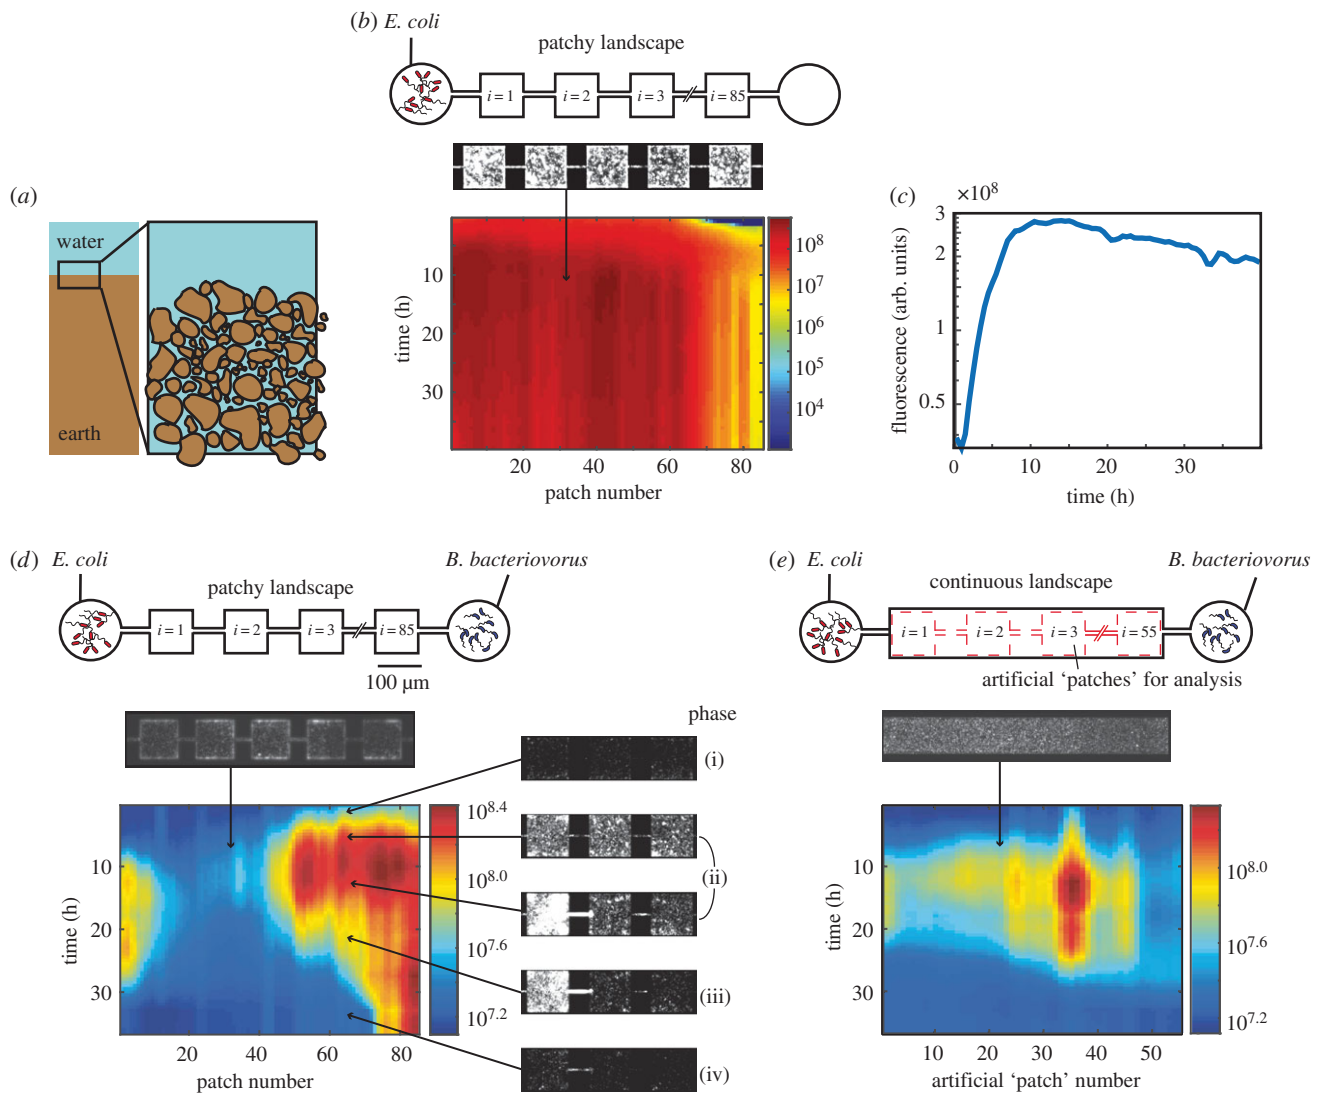 (b) E. coli
patchy landscape
i = 1 i = 2 i = 3 i = 85
(a)
water
earth
time (h)
10
20
30
20 40 60 80
patch number
10^8
10^7
10^6
10^5
10^4
(c) ×10^8
fluorescence (arb. units)
3
2
1
0.5
0 10 20 30
time (h)
(d) E. coli
B. bacteriovorus
patchy landscape
i = 1 i = 2 i = 3 i = 85
100 µm
phase
(i)
(ii)
(iii)
(iv)
time (h)
10
20
30
20 40 60 80
patch number
10^8.4
10^8.0
10^7.6
10^7.2
(e) E. coli
B. bacteriovorus
continuous landscape
i = 1 i = 2 i = 3 i = 55
artificial ‘patches’ for analysis
time (h)
10
20
30
10 20 30 40 50
artificial ‘patch’ number
10^8.0
10^7.6
10^7.2